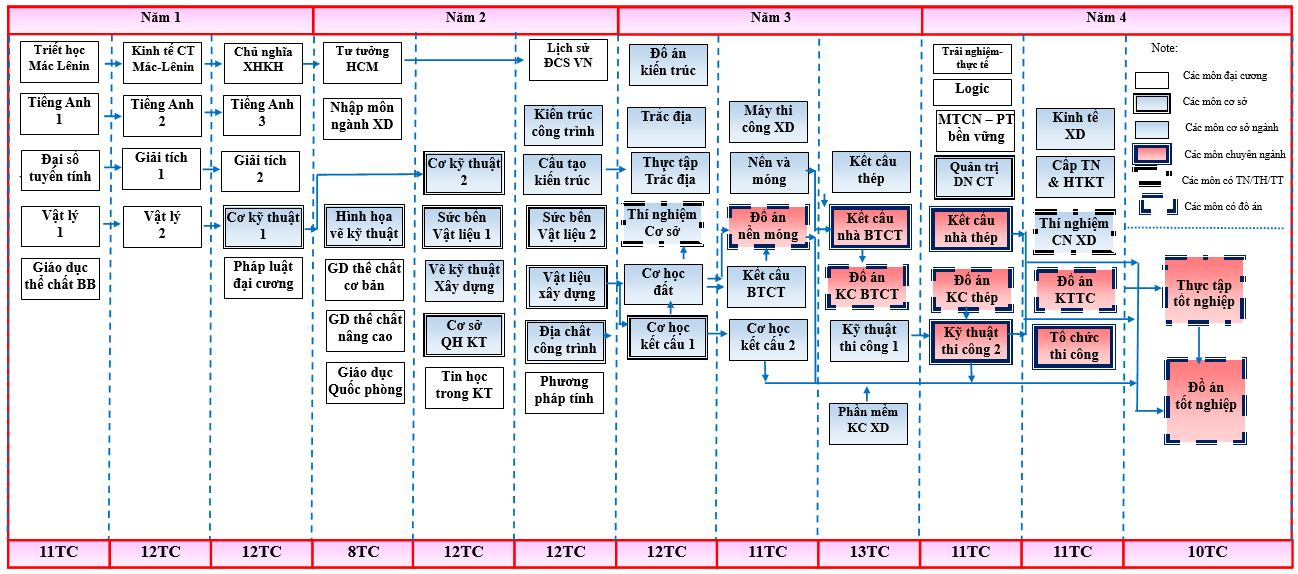 Năm 1
Năm 2
Năm 3
Năm 4
Triết học
Mác Lênin
Tiếng Anh
1
Đại số
tuyến tính
Vật lý
1
Giáo dục
thể chất BB
Kinh tế CT
Mác-Lênin
Tiếng Anh
2
Giải tích
1
Vật lý
2
Chủ nghĩa
XHKH
Tiếng Anh
3
Giải tích
2
Cơ kỹ thuật
1
Pháp luật
đại cương
Tư tưởng
HCM
Nhập môn
ngành XD
Hình họa
vẽ kỹ thuật
GD thể chất
cơ bản
GD thể chất
nâng cao
Giáo dục
Quốc phòng
Cơ kỹ thuật
2
Sức bền
Vật liệu 1
Vẽ kỹ thuật
Xây dựng
Cơ sở
QH KT
Tin học
trong KT
Lịch sử
ĐCS VN
Kiến trúc
công trình
Cấu tạo
kiến trúc
Sức bền
Vật liệu 2
Vật liệu
xây dựng
Địa chất
công trình
Phương
pháp tính
Đồ án
kiến trúc
Trắc địa
Thực tập
Trắc địa
Thí nghiệm
Cơ sở
Cơ học
đất
Cơ học
kết cấu 1
Máy thi
công XD
Nền và
móng
Đồ án
nền móng
Kết cấu
BTCT
Cơ học
kết cấu 2
Kết cấu
thép
Kết cấu
nhà BTCT
Đồ án
KC BTCT
Kỹ thuật
thi công 1
Phần mềm
KC XD
Trải nghiệm-
thực tế
Logic
MTCN – PT
bền vững
Quản trị
DN CT
Kết cấu
nhà thép
Đồ án
KC thép
Kỹ thuật
thi công 2
Kinh tế
XD
Cấp TN
& HTKT
Thí nghiệm
CN XD
Đồ án
KTTC
Tổ chức
thi công
Thực tập
tốt nghiệp
Đồ án
tốt nghiệp
Note:
Các môn đại cương
Các môn cơ sở
Các môn cơ sở ngành
Các môn chuyên ngành
Các môn có TN/TH/TT
Các môn có đồ án
11TC
12TC
12TC
8TC
12TC
12TC
12TC
11TC
13TC
11TC
11TC
10TC